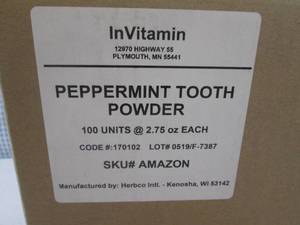 InVitamin
12970 HIGHWAY 55
PLYMOUTH, MN 55441
PEPPERMINT TOOTH
POWDER
100 UNITS @ 2.75 oz EACH
CODE #:170102 LOT# 0519/F-7387
SKU# AMAZON
Manufactured by: Herbco Intl. - Kenosha, WI 53142